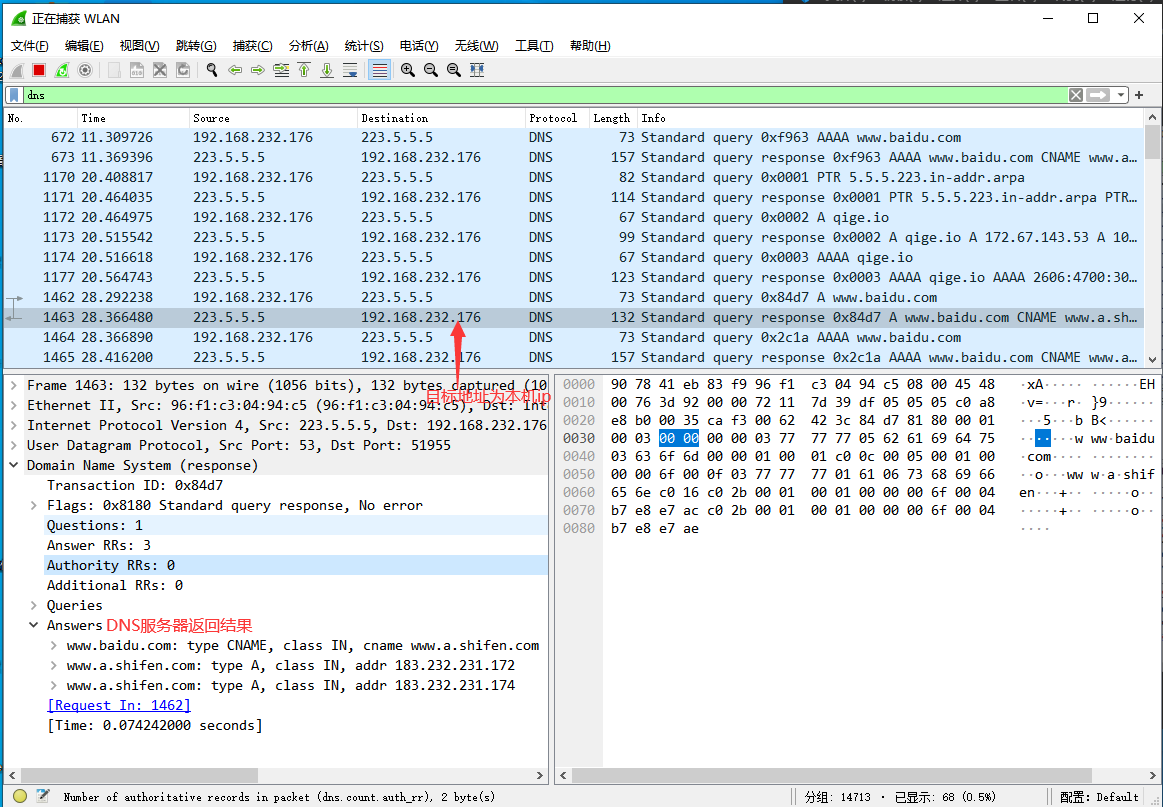 正在捕获 WLAN
文件(F) 编辑(E) 视图(V) 跳转(G) 捕获(C) 分析(A) 统计(S) 电话(Y) 无线(W) 工具(T) 帮助(H)
dns
No. Time Source Destination Protocol Length Info
672 11.309726 192.168.232.176 223.5.5.5 DNS 73 Standard query 0xf963 AAAA www.baidu.com
673 11.369396 223.5.5.5 192.168.232.176 DNS 157 Standard query response 0xf963 AAAA www.baidu.com CNAME www.a…
1170 20.408817 192.168.232.176 223.5.5.5 DNS 82 Standard query 0x0001 PTR 5.5.5.223.in-addr.arpa
1171 20.464035 223.5.5.5 192.168.232.176 DNS 114 Standard query response 0x0001 PTR 5.5.5.223.in-addr.arpa PTR…
1172 20.464975 192.168.232.176 223.5.5.5 DNS 67 Standard query 0x0002 A qige.io
1173 20.515542 223.5.5.5 192.168.232.176 DNS 99 Standard query response 0x0002 A qige.io A 172.67.143.53 A 10…
1174 20.516618 192.168.232.176 223.5.5.5 DNS 67 Standard query 0x0003 AAAA qige.io
1177 20.564743 223.5.5.5 192.168.232.176 DNS 123 Standard query response 0x0003 AAAA qige.io AAAA 2606:4700:30…
1462 28.292238 192.168.232.176 223.5.5.5 DNS 73 Standard query 0x84d7 A www.baidu.com
1463 28.366480 223.5.5.5 192.168.232.176 DNS 132 Standard query response 0x84d7 A www.baidu.com CNAME www.a.sh…
1464 28.366890 192.168.232.176 223.5.5.5 DNS 73 Standard query 0x2c1a AAAA www.baidu.com
1465 28.416200 223.5.5.5 192.168.232.176 DNS 157 Standard query response 0x2c1a AAAA www.baidu.com CNAME www.a…
目标地址为本机ip
Frame 1463: 132 bytes on wire (1056 bits), 132 bytes captured (10
Ethernet II, Src: 96:f1:c3:04:94:c5 (96:f1:c3:04:94:c5), Dst: Int
Internet Protocol Version 4, Src: 223.5.5.5, Dst: 192.168.232.176
User Datagram Protocol, Src Port: 53, Dst Port: 51955
Domain Name System (response)
Transaction ID: 0x84d7
Flags: 0x8180 Standard query response, No error
Questions: 1
Answer RRs: 3
Authority RRs: 0
Additional RRs: 0
Queries
Answers DNS服务器返回结果
www.baidu.com: type CNAME, class IN, cname www.a.shifen.com
www.a.shifen.com: type A, class IN, addr 183.232.231.172
www.a.shifen.com: type A, class IN, addr 183.232.231.174
[Request In: 1462]
[Time: 0.074242000 seconds]
0000 90 78 41 eb 83 f9 96 f1 c3 04 94 c5 08 00 45 48 ·xA····· ······EH
0010 00 76 3d 92 00 00 72 11 7d 39 df 05 05 05 c0 a8 ·v=···r· }9······
0020 e8 b0 00 35 ca f3 00 62 42 3c 84 d7 81 80 00 01 ···5···b B<······
0030 00 03 00 00 00 00 03 77 77 77 05 62 61 69 64 75 ·······w ww·baidu
0040 03 63 6f 6d 00 00 01 00 01 c0 0c 00 05 00 01 00 ·com···· ········
0050 00 00 6f 00 0f 03 77 77 77 01 61 06 73 68 69 66 ··o···ww w·a·shif
0060 65 6e c0 16 c0 2b 00 01 00 01 00 00 00 6f 00 04 en···+·· ·····o··
0070 b7 e8 e7 ac c0 2b 00 01 00 01 00 00 00 6f 00 04 ·····+·· ·····o··
0080 b7 e8 e7 ae ····
Number of authoritative records in packet (dns.count.auth_rr), 2 byte(s)
分组: 14713 · 已显示: 68 (0.5%)
配置: Default